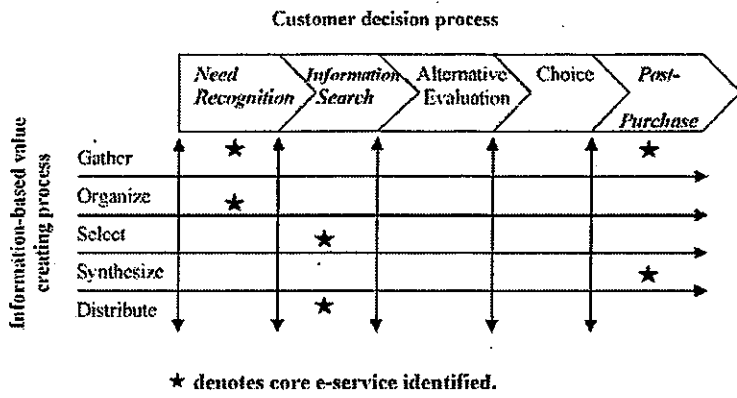 Customer decision process
Need Recognition
Information Search
Alternative Evaluation
Choice
Post-Purchase
Information-based value creating process
Gather
Organize
Select
Synthesize
Distribute
★ denotes core e-service identified.